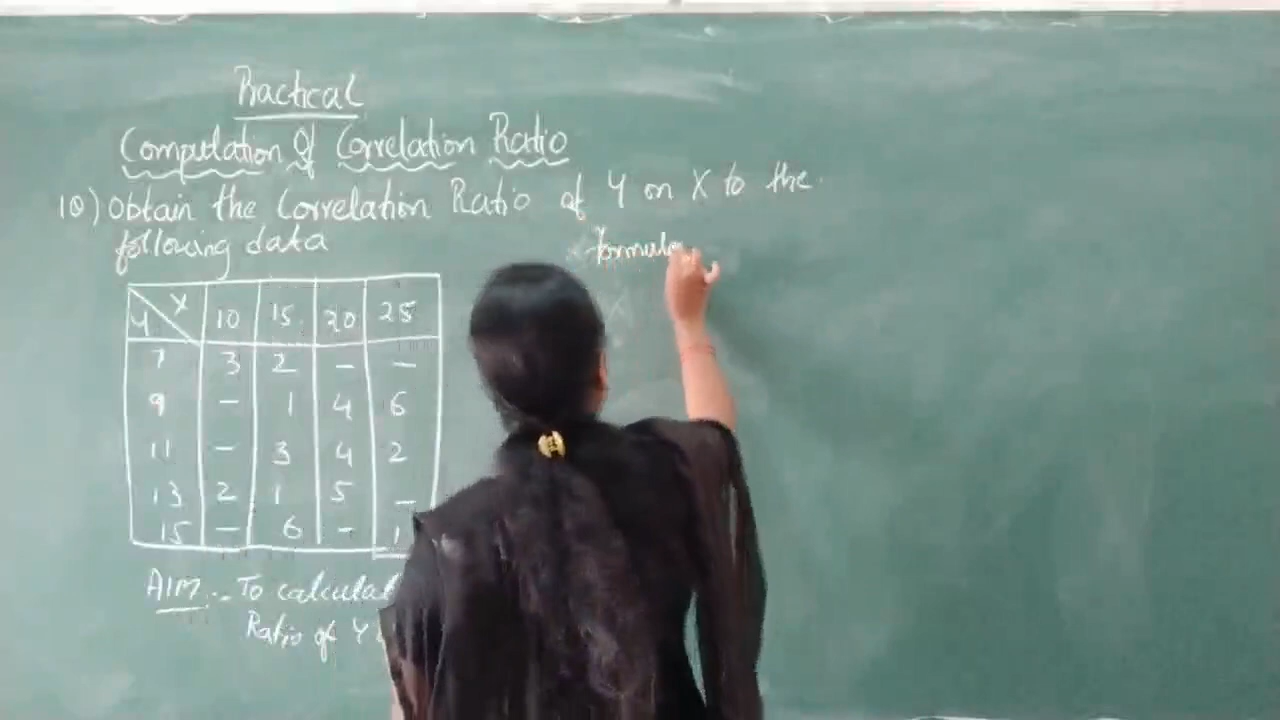 Practical
Computation Of Correlation Ratio
10) Obtain the Correlation Ratio of Y on X to the
following data
formula
Y X 10 15 20 25
7 3 2 - -
9 - 1 4 6
11 - 3 4 2
13 2 1 5 -
15 - 6 - 1
AIM:- To calculat
Ratio of Y